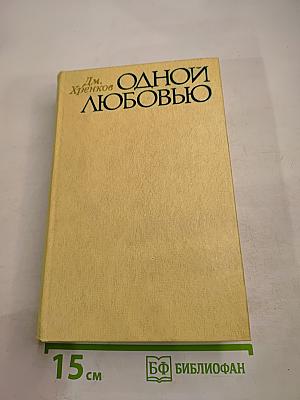 Дм.
Хренков
ОДНОЙ
ЛЮБОВЬЮ
15 см
БФ БИБЛИОФАН